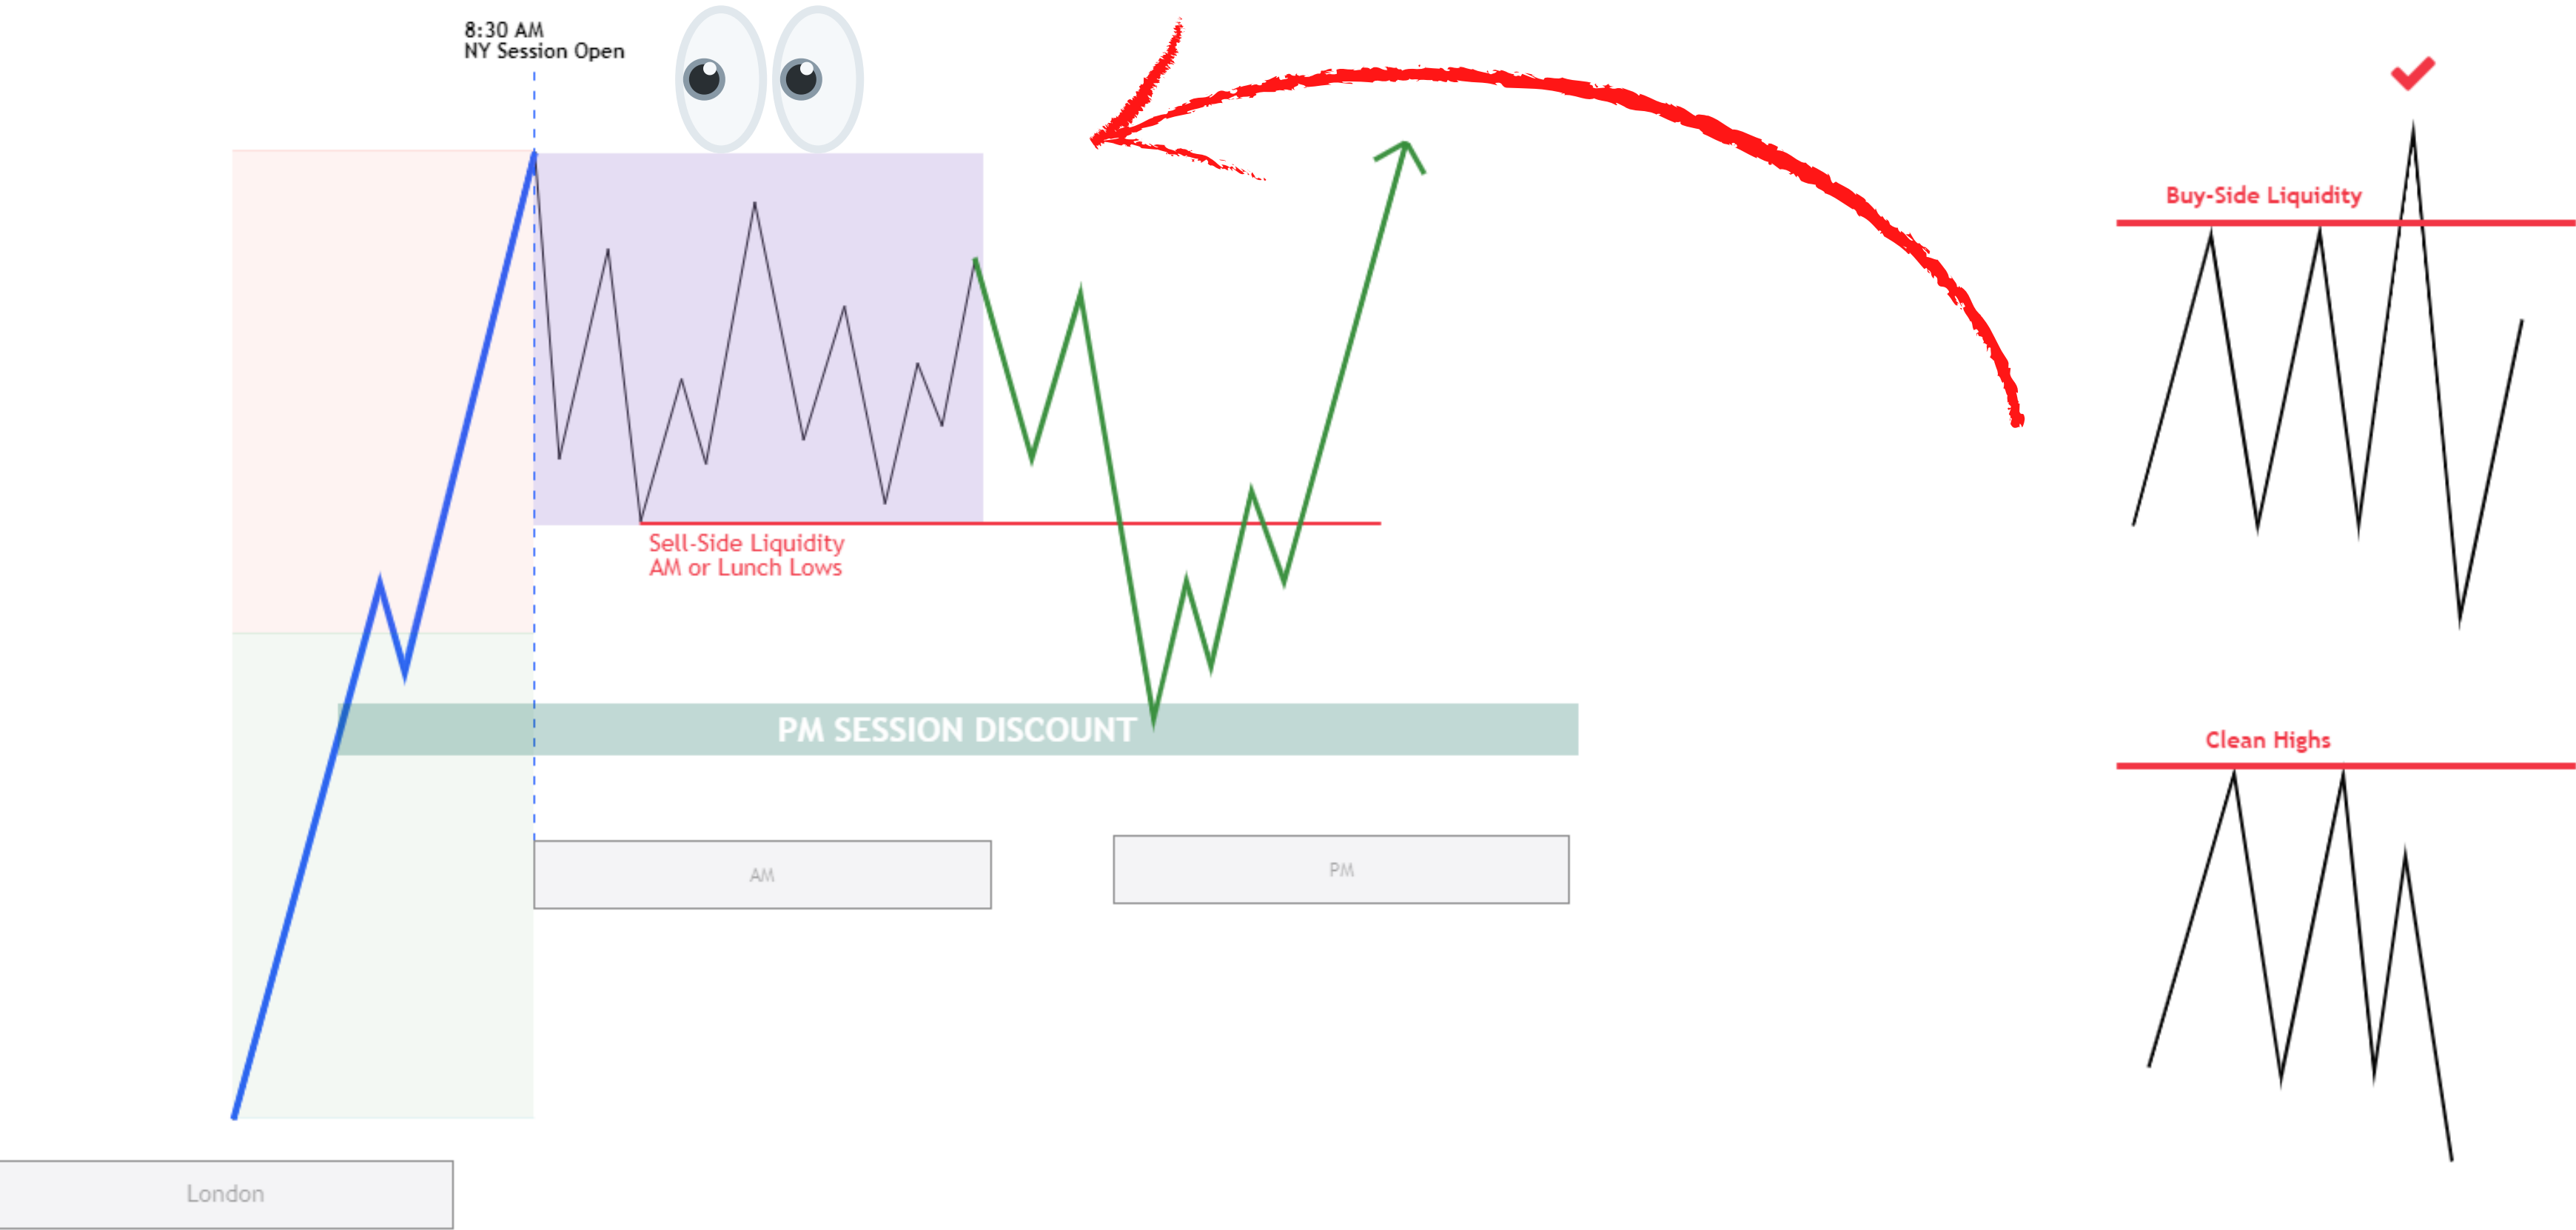 8:30 AM
NY Session Open
Buy-Side Liquidity
Sell-Side Liquidity
AM or Lunch Lows
PM SESSION DISCOUNT
Clean Highs
AM
PM
London